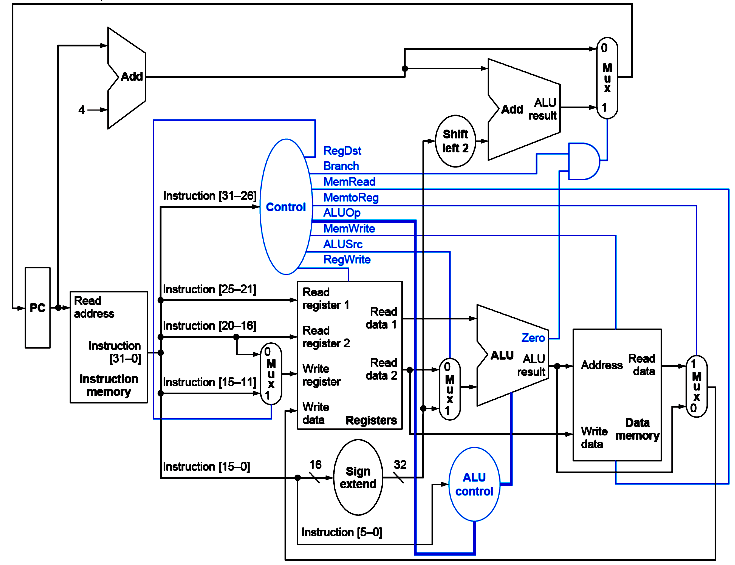 0
M
u
x
1
Add
4
Add
ALU
result
Shift
left 2
RegDst
Branch
MemRead
MemtoReg
ALUOp
MemWrite
ALUSrc
RegWrite
Control
Instruction [31–26]
Instruction [25–21]
Instruction [20–16]
Instruction [15–11]
Instruction [15–0]
Instruction [5–0]
PC
Read
address
Instruction
[31–0]
Instruction
memory
0
M
u
x
1
Read
register 1
Read
register 2
Write
register
Write
data
Read
data 1
Read
data 2
Registers
0
M
u
x
1
Zero
ALU
ALU
result
Address
Read
data
Write
data
Data
memory
1
M
u
x
0
16
Sign
extend
32
ALU
control